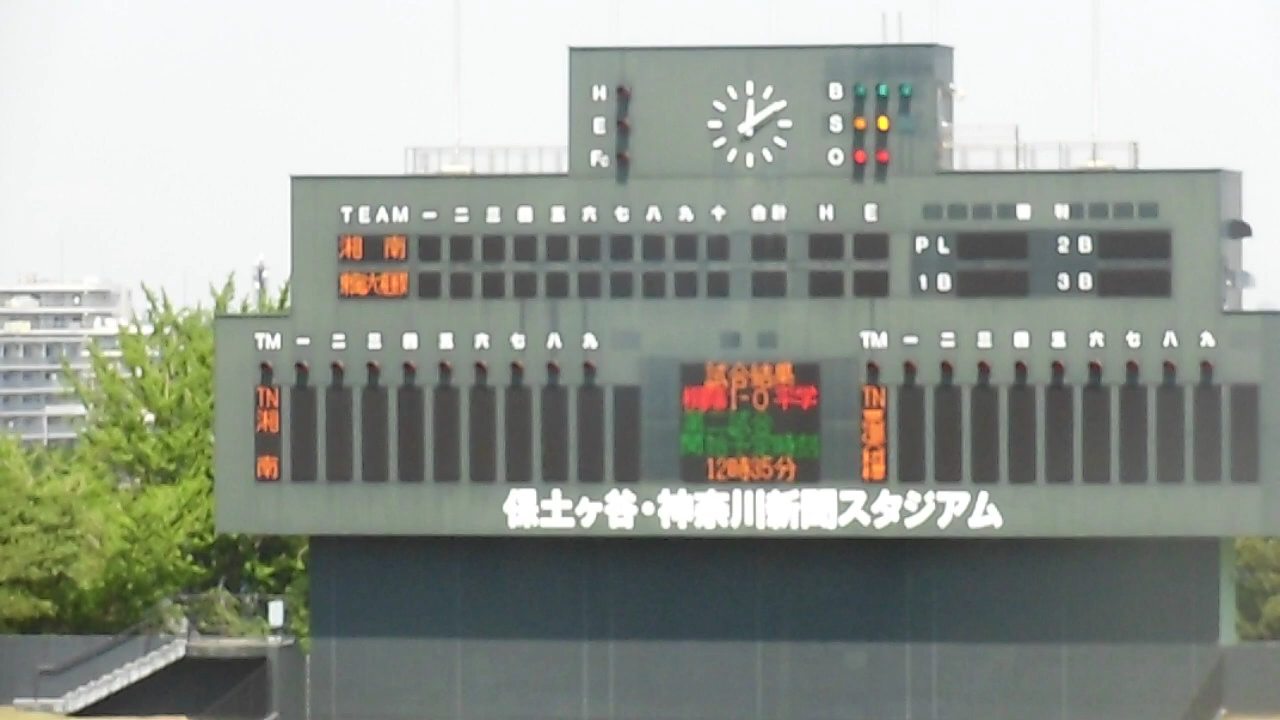 H B
E S
Fc O
TEAM 一 二 三 四 五 六 七 八 九 十 合計 H E 審 判
湘 南 PL 2B
1B 3B
TM 一 二 三 四 五 六 七 八 九 TM 一 二 三 四 五 六 七 八 九
TN TN
湘 南
試合結果
1-0
12時35分
保土ヶ谷・神奈川新聞スタジアム